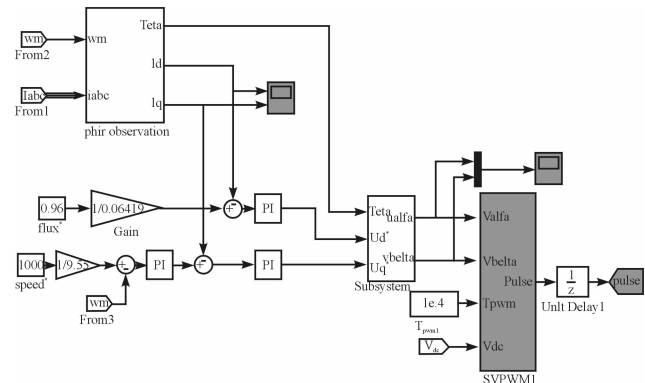 Teta
wm
wm
From2
Id
Iabc
iabc
Iq
From1
phir observation
0.96
1/0.06419
PI
flux*
Gain
Teta
ualfa
Ud*
Valfa
1000
1/9.55
PI
PI
Uq*
vbelta
Vbelta
speed*
Subsystem
Pulse
1
z
pulse
wm
From3
1e.4
Tpwm
Unlt Delay1
Tpwm1
Vdc
Vdc
SVPWM1